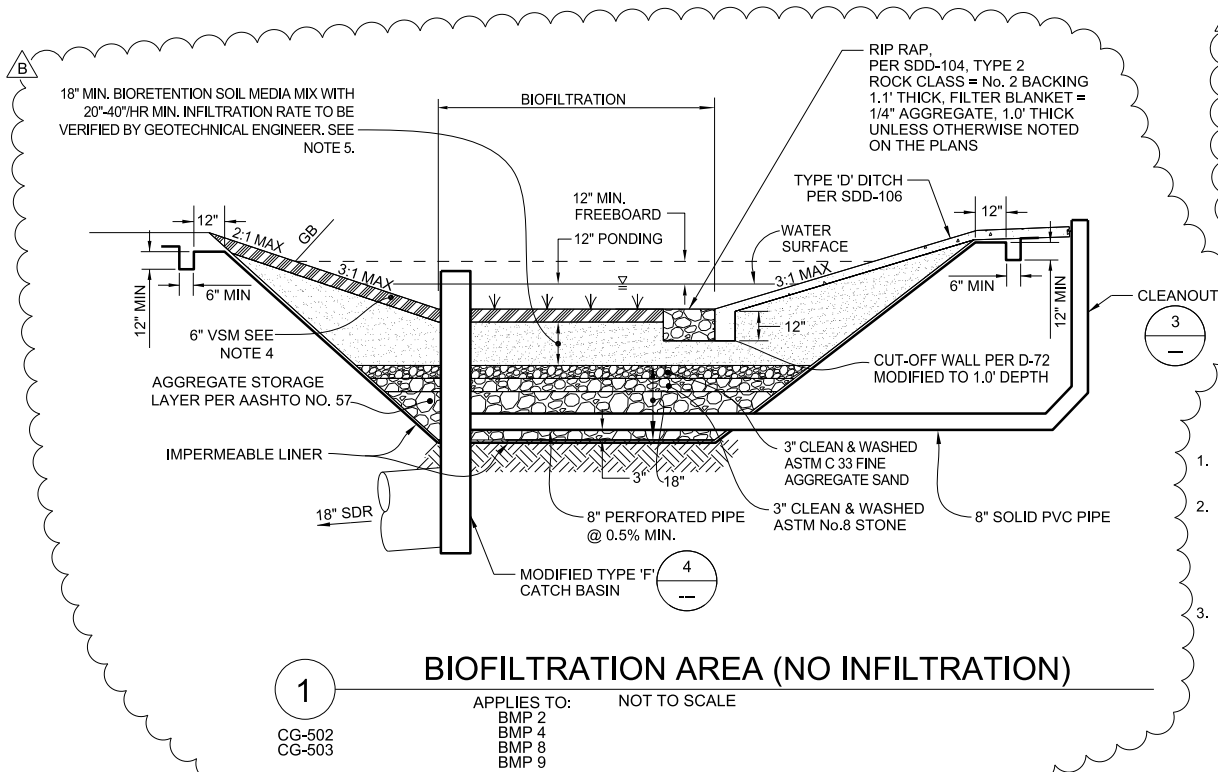 B
18" MIN. BIORETENTION SOIL MEDIA MIX WITH
20"-40"/HR MIN. INFILTRATION RATE TO BE
VERIFIED BY GEOTECHNICAL ENGINEER. SEE
NOTE 5.
BIOFILTRATION
RIP RAP,
PER SDD-104, TYPE 2
ROCK CLASS = No. 2 BACKING
1.1' THICK, FILTER BLANKET =
1/4" AGGREGATE, 1.0' THICK
UNLESS OTHERWISE NOTED
ON THE PLANS
12" MIN.
FREEBOARD
12" PONDING
TYPE 'D' DITCH
PER SDD-106
WATER
SURFACE
12"
2:1 MAX
GB
3:1 MAX
3:1 MAX
12"
12" MIN
6" MIN
6" MIN
12" MIN
CLEANOUT
3
–
6" VSM SEE
NOTE 4
12"
CUT-OFF WALL PER D-72
MODIFIED TO 1.0' DEPTH
AGGREGATE STORAGE
LAYER PER AASHTO NO. 57
IMPERMEABLE LINER
3"
18"
3" CLEAN & WASHED
ASTM C 33 FINE
AGGREGATE SAND
3" CLEAN & WASHED
ASTM No.8 STONE
18" SDR
8" PERFORATED PIPE
@ 0.5% MIN.
8" SOLID PVC PIPE
MODIFIED TYPE 'F'
CATCH BASIN
4
--
1.
2.
3.
1
BIOFILTRATION AREA (NO INFILTRATION)
CG-502
CG-503
APPLIES TO:
BMP 2
BMP 4
BMP 8
BMP 9
NOT TO SCALE